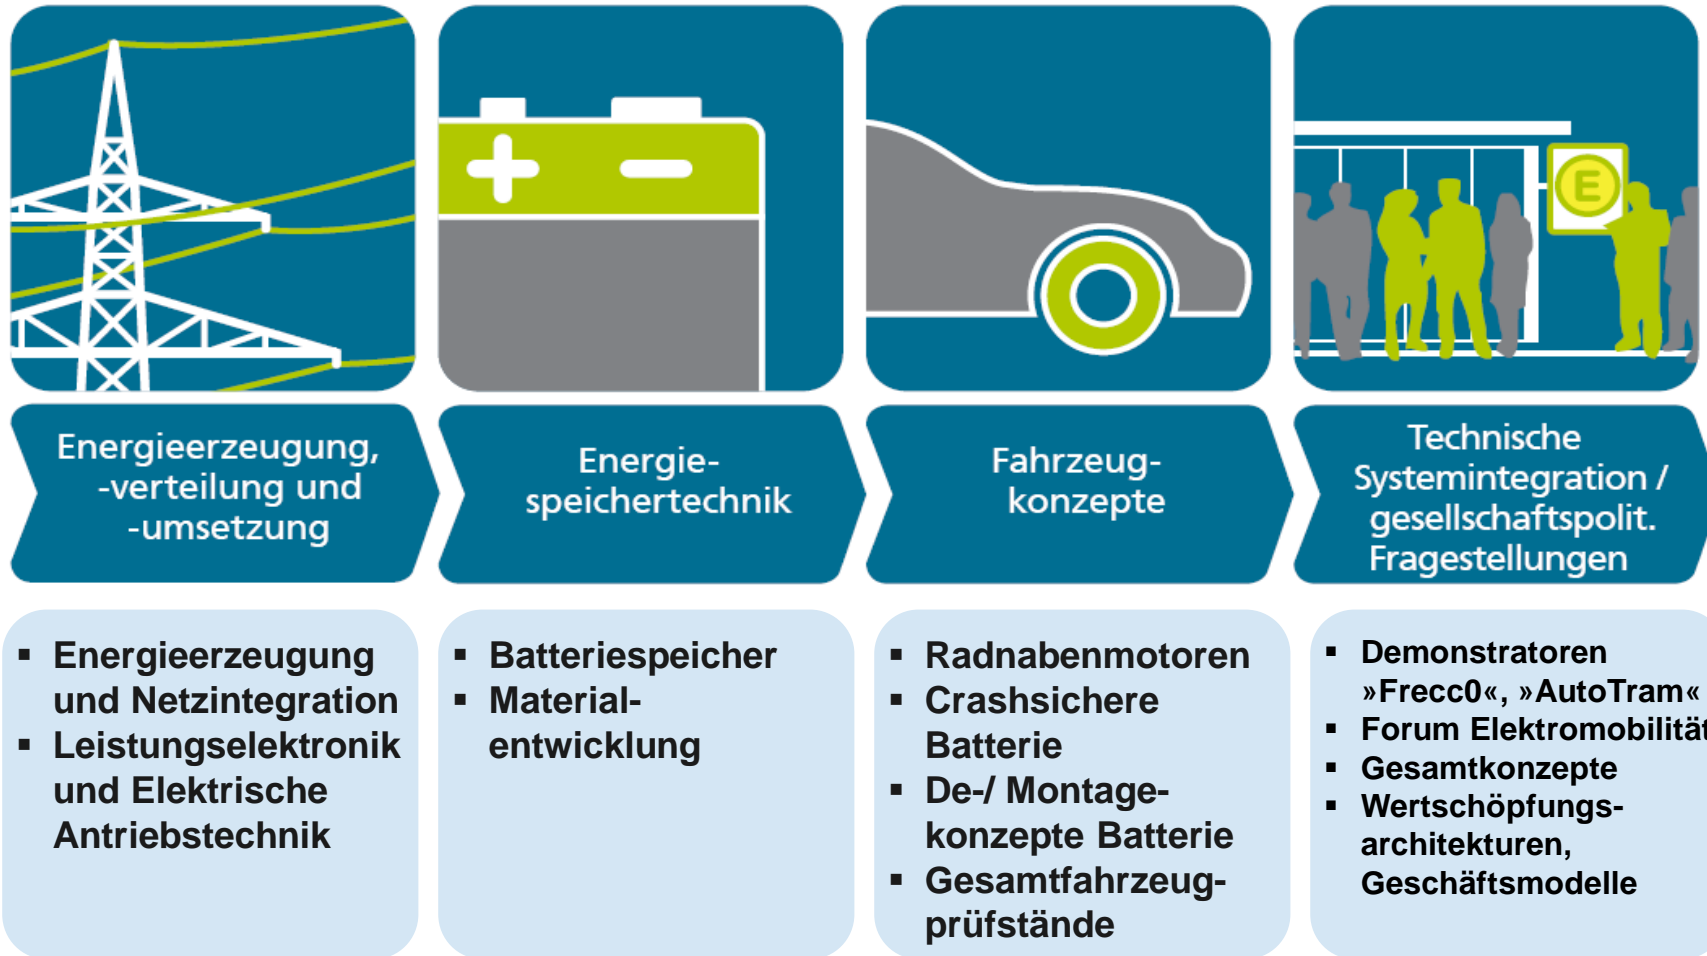 E
Energieerzeugung,
-verteilung und
-umsetzung
Energie-
speichertechnik
Fahrzeug-
konzepte
Technische
Systemintegration /
gesellschaftspolit.
Fragestellungen
▪ Energieerzeugung
und Netzintegration
▪ Leistungselektronik
und Elektrische
Antriebstechnik
▪ Batteriespeicher
▪ Material-
entwicklung
▪ Radnabenmotoren
▪ Crashsichere
Batterie
▪ De-/ Montage-
konzepte Batterie
▪ Gesamtfahrzeug-
prüfstände
▪ Demonstratoren
»Frecc0«, »AutoTram«
▪ Forum Elektromobilität
▪ Gesamtkonzepte
▪ Wertschöpfungs-
architekturen,
Geschäftsmodelle